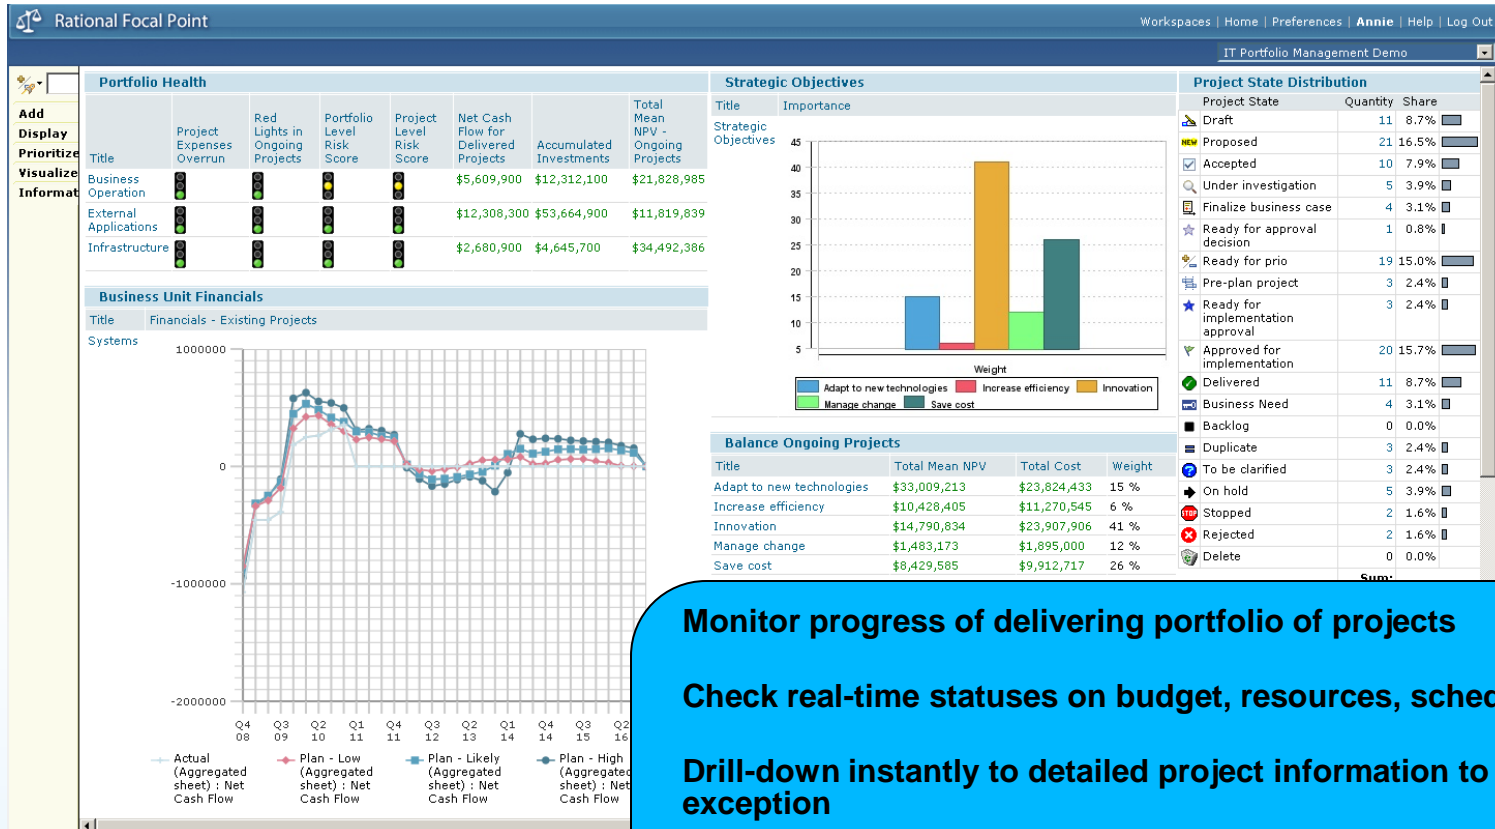 Rational Focal Point
Workspaces | Home | Preferences | Annie | Help | Log Out
IT Portfolio Management Demo
Add
Display
Prioritize
Visualize
Informat
Portfolio Health
Title
Project Expenses Overrun
Red Lights in Ongoing Projects
Portfolio Level Risk Score
Project Level Risk Score
Net Cash Flow for Delivered Projects
Accumulated Investments
Total Mean NPV - Ongoing Projects
Business Operation $5,609,900 $12,312,100 $21,828,985
External Applications $12,308,300 $53,664,900 $11,819,839
Infrastructure $2,680,900 $4,645,700 $34,492,386
Business Unit Financials
Title Financials - Existing Projects
Systems
1000000
0
-1000000
-2000000
Q4 08
Q3 09
Q2 10
Q1 11
Q4 11
Q3 12
Q2 13
Q1 14
Q4 14
Q3 15
Q2 16
Actual (Aggregated sheet) : Net Cash Flow
Plan - Low (Aggregated sheet) : Net Cash Flow
Plan - Likely (Aggregated sheet) : Net Cash Flow
Plan - High (Aggregated sheet) : Net Cash Flow
Strategic Objectives
Title Importance
Strategic Objectives
45
40
35
30
25
20
15
10
5
Weight
Adapt to new technologies Increase efficiency Innovation
Manage change Save cost
Balance Ongoing Projects
Title Total Mean NPV Total Cost Weight
Adapt to new technologies $33,009,213 $23,824,433 15 %
Increase efficiency $10,428,405 $11,270,545 6 %
Innovation $14,790,834 $23,907,906 41 %
Manage change $1,483,173 $1,895,000 12 %
Save cost $8,429,585 $9,912,717 26 %
Project State Distribution
Project State Quantity Share
Draft 11 8.7%
NEW Proposed 21 16.5%
Accepted 10 7.9%
Under investigation 5 3.9%
Finalize business case 4 3.1%
Ready for approval decision 1 0.8%
Ready for prio 19 15.0%
Pre-plan project 3 2.4%
Ready for implementation approval 3 2.4%
Approved for implementation 20 15.7%
Delivered 11 8.7%
Business Need 4 3.1%
Backlog 0 0.0%
Duplicate 3 2.4%
To be clarified 3 2.4%
On hold 5 3.9%
STOP Stopped 2 1.6%
Rejected 2 1.6%
Delete 0 0.0%
Sum:
Monitor progress of delivering portfolio of projects
Check real-time statuses on budget, resources, sched
Drill-down instantly to detailed project information to
exception